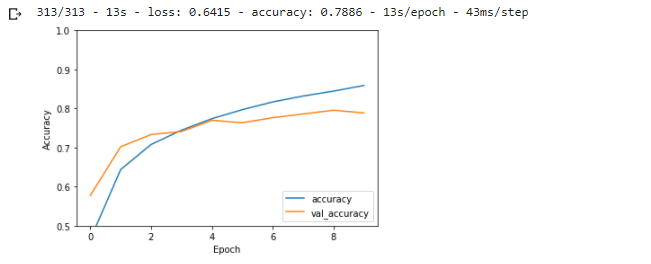 313/313 - 13s - loss: 0.6415 - accuracy: 0.7886 - 13s/epoch - 43ms/step
1.0
0.9
0.8
0.7
0.6
0.5
Accuracy
0 2 4 6 8
Epoch
accuracy
val_accuracy